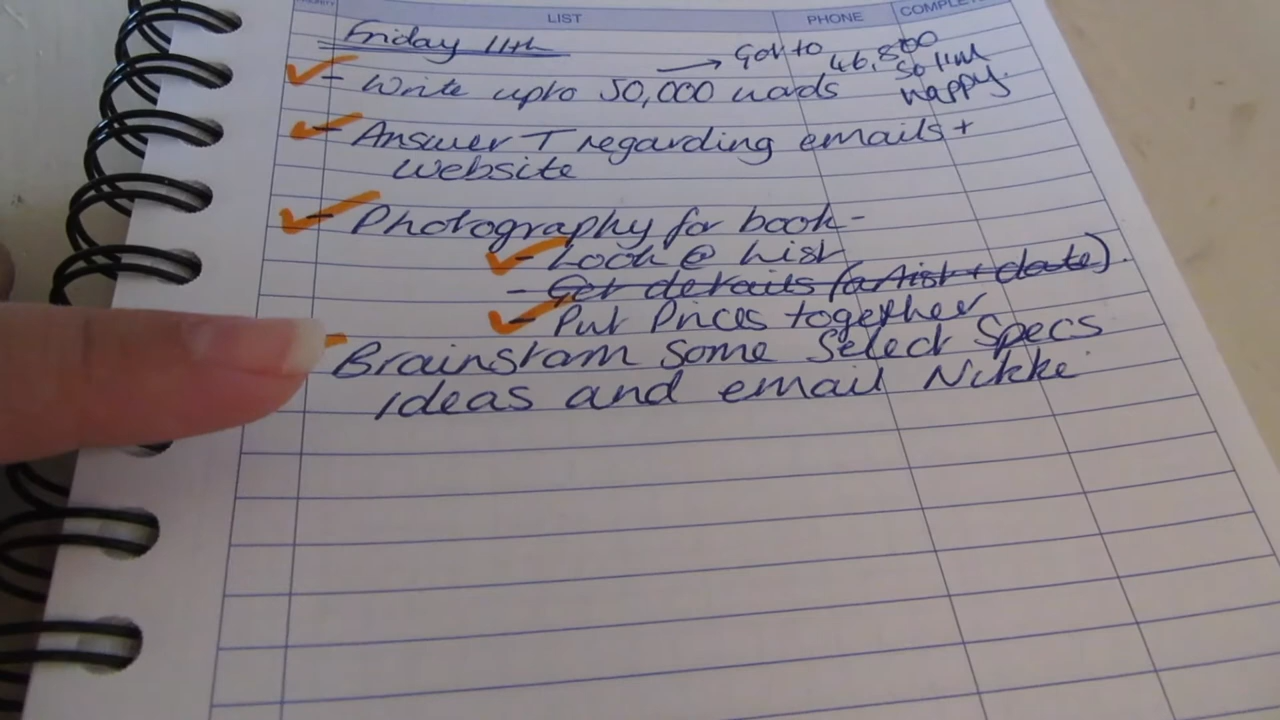 LIST PHONE
Friday 11th
→ Got to 46,800
so I'm
happy.
- Write upto 50,000 words
- Answer T regarding emails +
website
- Photography for book -
- Look @ List
- Get details (artist + date).
- Put Prices together
Brainstorm some Select Specs
ideas and email Nikke